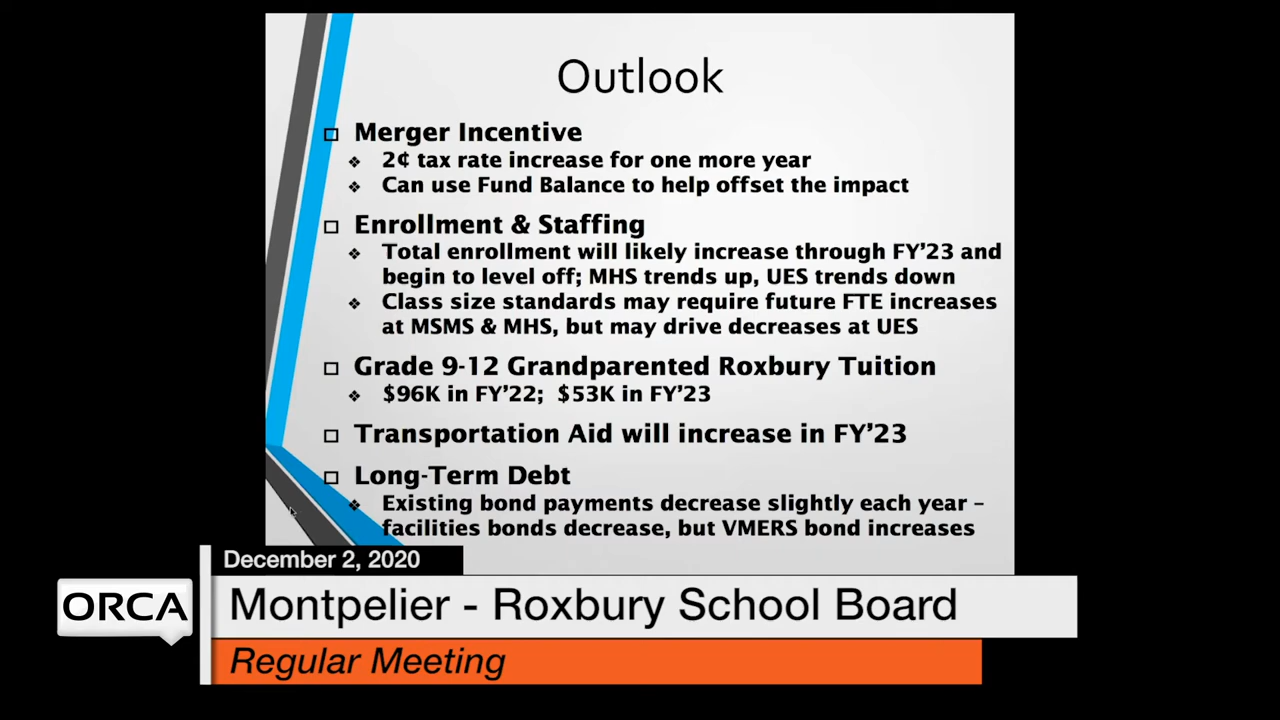 Outlook
Merger Incentive
2¢ tax rate increase for one more year
Can use Fund Balance to help offset the impact
Enrollment & Staffing
Total enrollment will likely increase through FY’23 and
begin to level off; MHS trends up, UES trends down
Class size standards may require future FTE increases
at MSMS & MHS, but may drive decreases at UES
Grade 9-12 Grandparented Roxbury Tuition
$96K in FY’22; $53K in FY’23
Transportation Aid will increase in FY’23
Long-Term Debt
Existing bond payments decrease slightly each year –
facilities bonds decrease, but VMERS bond increases
December 2, 2020
ORCA
Montpelier - Roxbury School Board
Regular Meeting